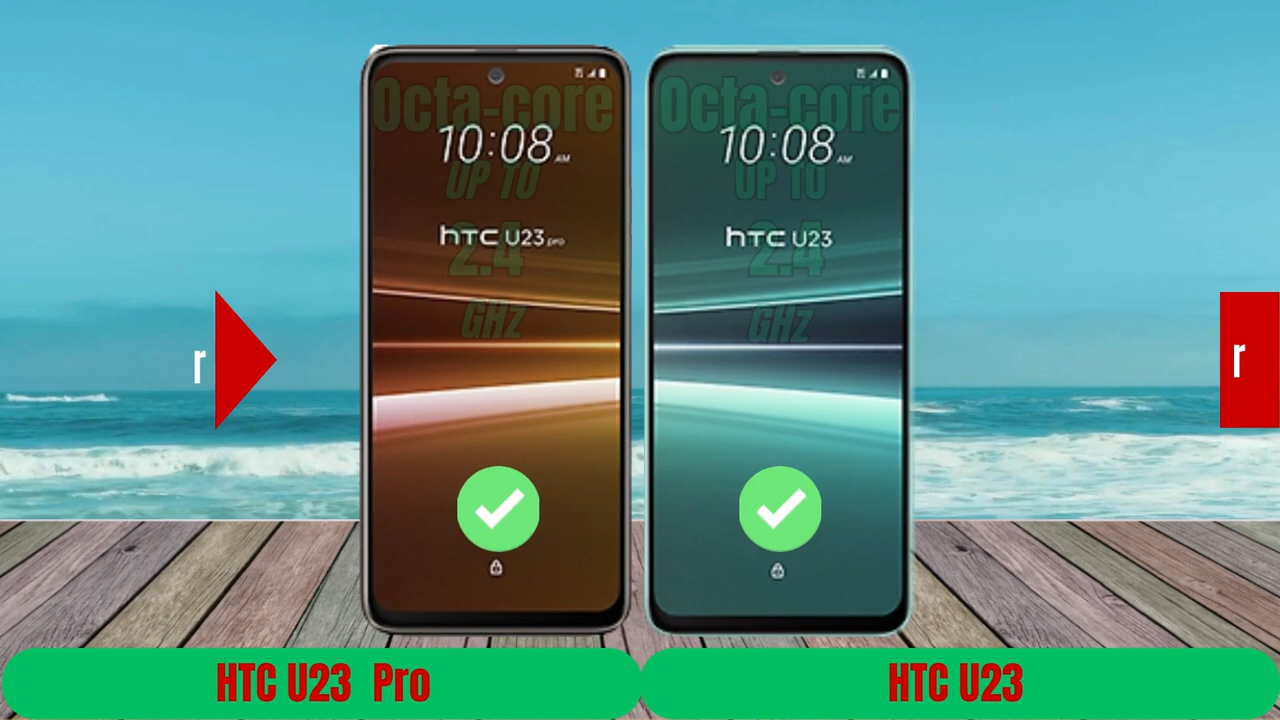 Octa-core
10:08 AM
UP TO
HTC U23 pro
2.4
GHz
Octa-core
10:08 AM
UP TO
HTC U23
2.4
GHz
r
r
HTC U23 Pro
HTC U23